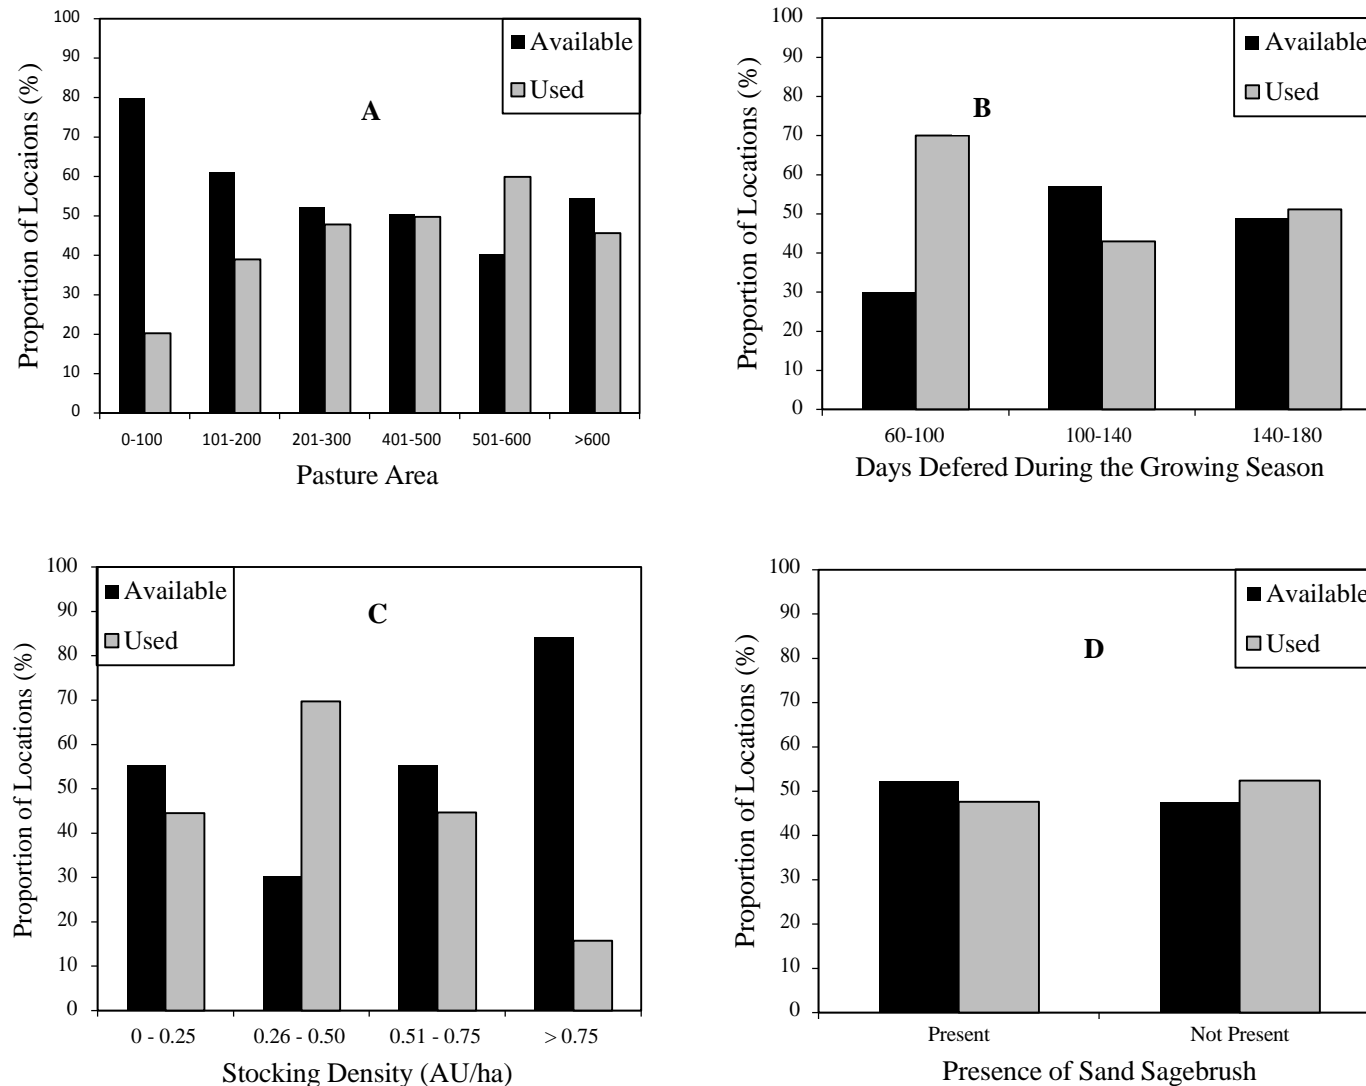 100
90
80
70
60
50
40
30
20
10
0
Proportion of Locaions (%)
Available
Used
A
0-100 101-200 201-300 401-500 501-600 >600
Pasture Area
100
90
80
70
60
50
40
30
20
10
0
Proportion of Locations (%)
Available
Used
B
60-100 100-140 140-180
Days Defered During the Growing Season
100
90
80
70
60
50
40
30
20
10
0
Proportion of Locations (%)
Available
Used
C
0 - 0.25 0.26 - 0.50 0.51 - 0.75 > 0.75
Stocking Density (AU/ha)
100
90
80
70
60
50
40
30
20
10
0
Proportion of Locations (%)
Available
Used
D
Present Not Present
Presence of Sand Sagebrush